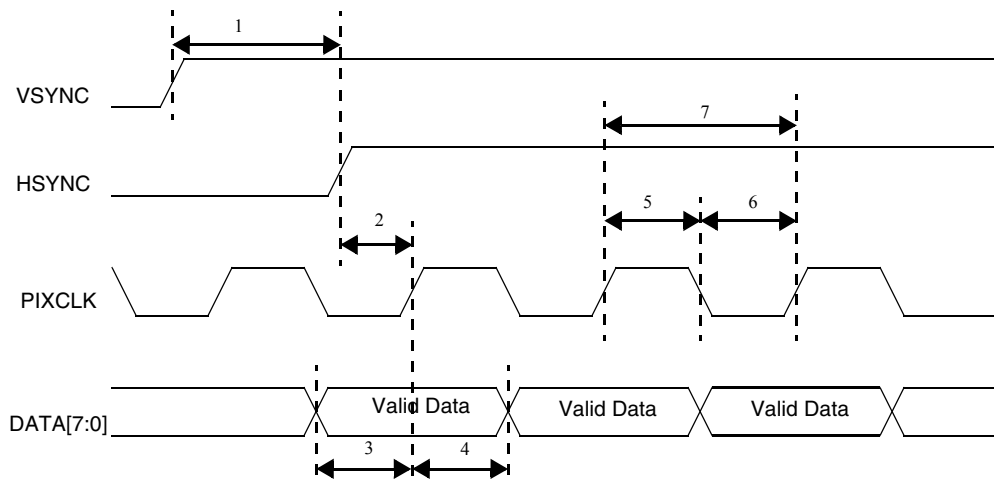 1
VSYNC
7
HSYNC
5 6
2
PIXCLK
Valid Data Valid Data Valid Data
DATA[7:0]
3 4